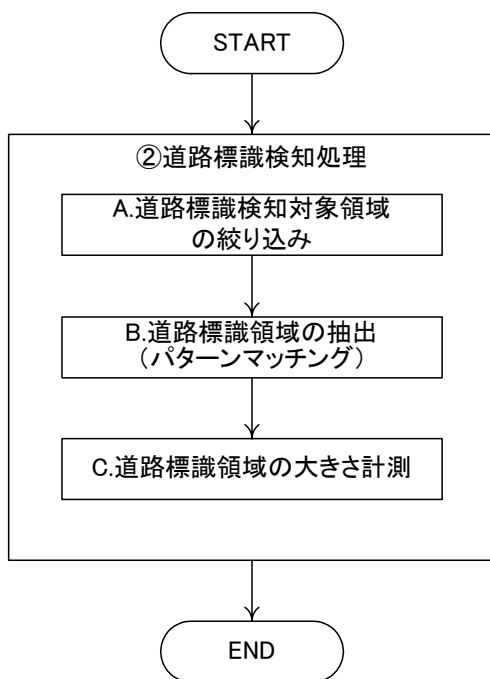 START
②道路標識検知処理
A.道路標識検知対象領域
の絞り込み
B.道路標識領域の抽出
（パターンマッチング）
C.道路標識領域の大きさ計測
END